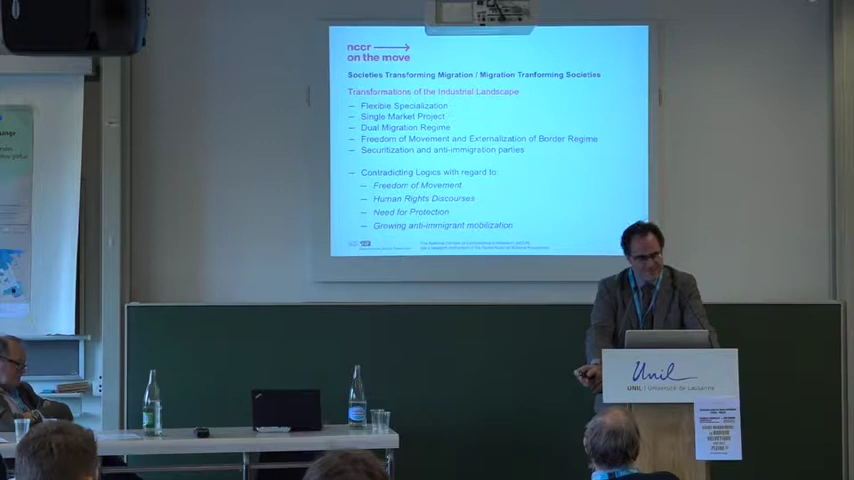 nccr
on the move
Societies Transforming Migration / Migration Tranforming Societies
Transformations of the Industrial Landscape
– Flexible Specialization
– Single Market Project
– Dual Migration Regime
– Freedom of Movement and Externalization of Border Regime
– Securitization and anti-immigration parties
– Contradicting Logics with regard to:
– Freedom of Movement
– Human Rights Discourses
– Need for Protection
– Growing anti-immigrant mobilization
Unil
UNIL | Université de Lausanne